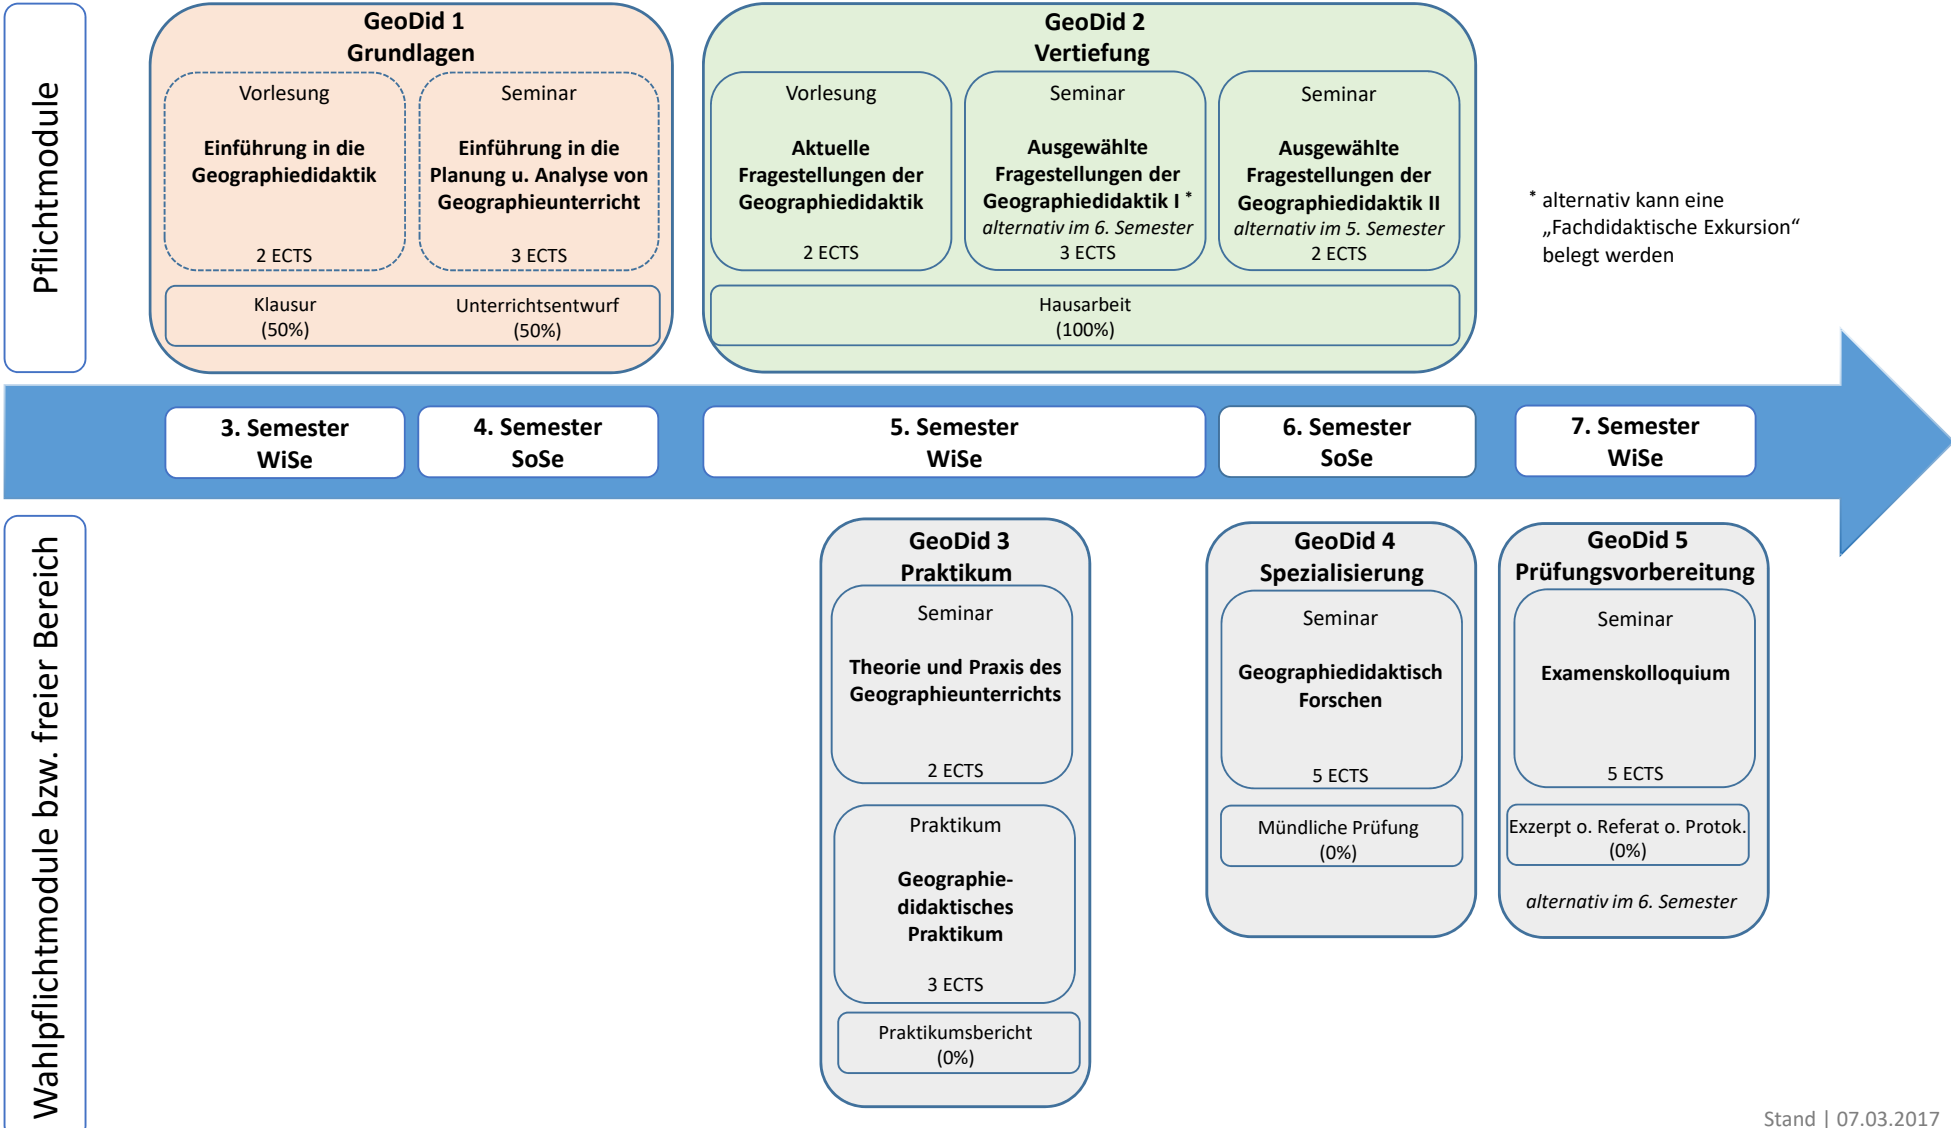 Pflichtmodule
GeoDid 1
Grundlagen
Vorlesung
Einführung in die
Geographiedidaktik
2 ECTS
Seminar
Einführung in die
Planung u. Analyse von
Geographieunterricht
3 ECTS
Klausur
(50%)
Unterrichtsentwurf
(50%)
GeoDid 2
Vertiefung
Vorlesung
Aktuelle
Fragestellungen der
Geographiedidaktik
2 ECTS
Seminar
Ausgewählte
Fragestellungen der
Geographiedidaktik I *
alternativ im 6. Semester
3 ECTS
Seminar
Ausgewählte
Fragestellungen der
Geographiedidaktik II
alternativ im 5. Semester
2 ECTS
Hausarbeit
(100%)
* alternativ kann eine
„Fachdidaktische Exkursion“
belegt werden
3. Semester
WiSe
4. Semester
SoSe
5. Semester
WiSe
6. Semester
SoSe
7. Semester
WiSe
Wahlpflichtmodule bzw. freier Bereich
GeoDid 3
Praktikum
Seminar
Theorie und Praxis des
Geographieunterrichts
2 ECTS
Praktikum
Geographie-
didaktisches
Praktikum
3 ECTS
Praktikumsbericht
(0%)
GeoDid 4
Spezialisierung
Seminar
Geographiedidaktisch
Forschen
5 ECTS
Mündliche Prüfung
(0%)
GeoDid 5
Prüfungsvorbereitung
Seminar
Examenskolloquium
5 ECTS
Exzerpt o. Referat o. Protok.
(0%)
alternativ im 6. Semester
Stand | 07.03.2017